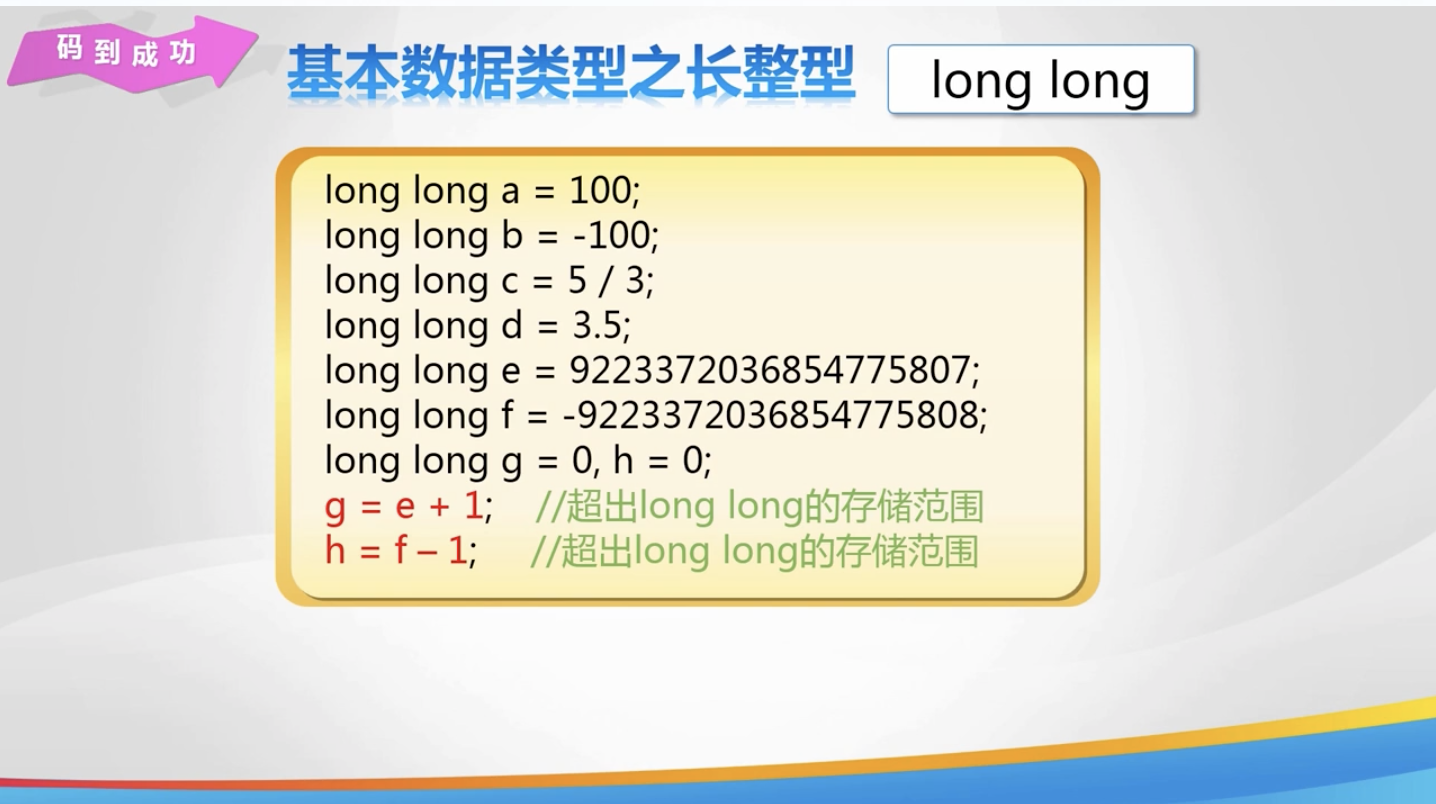 码到成功
基本数据类型之长整型
long long
long long a = 100;
long long b = -100;
long long c = 5 / 3;
long long d = 3.5;
long long e = 9223372036854775807;
long long f = -9223372036854775808;
long long g = 0, h = 0;
g = e + 1; //超出long long的存储范围
h = f – 1; //超出long long的存储范围